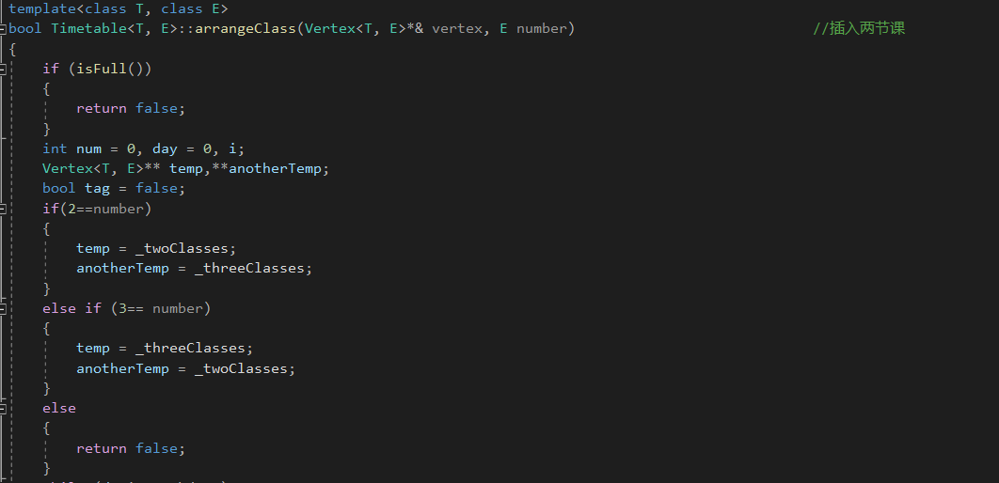 template<class T, class E>
bool Timetable<T, E>::arrangeClass(Vertex<T, E>*& vertex, E number) //插入两节课
{
if (isFull())
{
return false;
}
int num = 0, day = 0, i;
Vertex<T, E>** temp,**anotherTemp;
bool tag = false;
if(2==number)
{
temp = _twoClasses;
anotherTemp = _threeClasses;
}
else if (3== number)
{
temp = _threeClasses;
anotherTemp = _twoClasses;
}
else
{
return false;
}